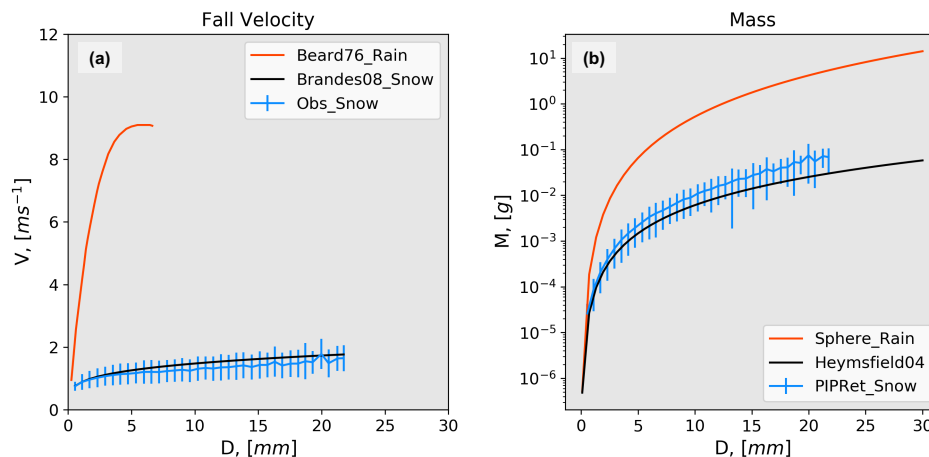 Fall Velocity
(a)
Beard76_Rain
Brandes08_Snow
Obs_Snow
V, [ms⁻¹]
12
10
8
6
4
2
0
0 5 10 15 20 25 30
D, [mm]
Mass
(b)
M, [g]
10¹
10⁰
10⁻¹
10⁻²
10⁻³
10⁻⁴
10⁻⁵
10⁻⁶
Sphere_Rain
Heymsfield04
PIPRet_Snow
0 5 10 15 20 25 30
D, [mm]